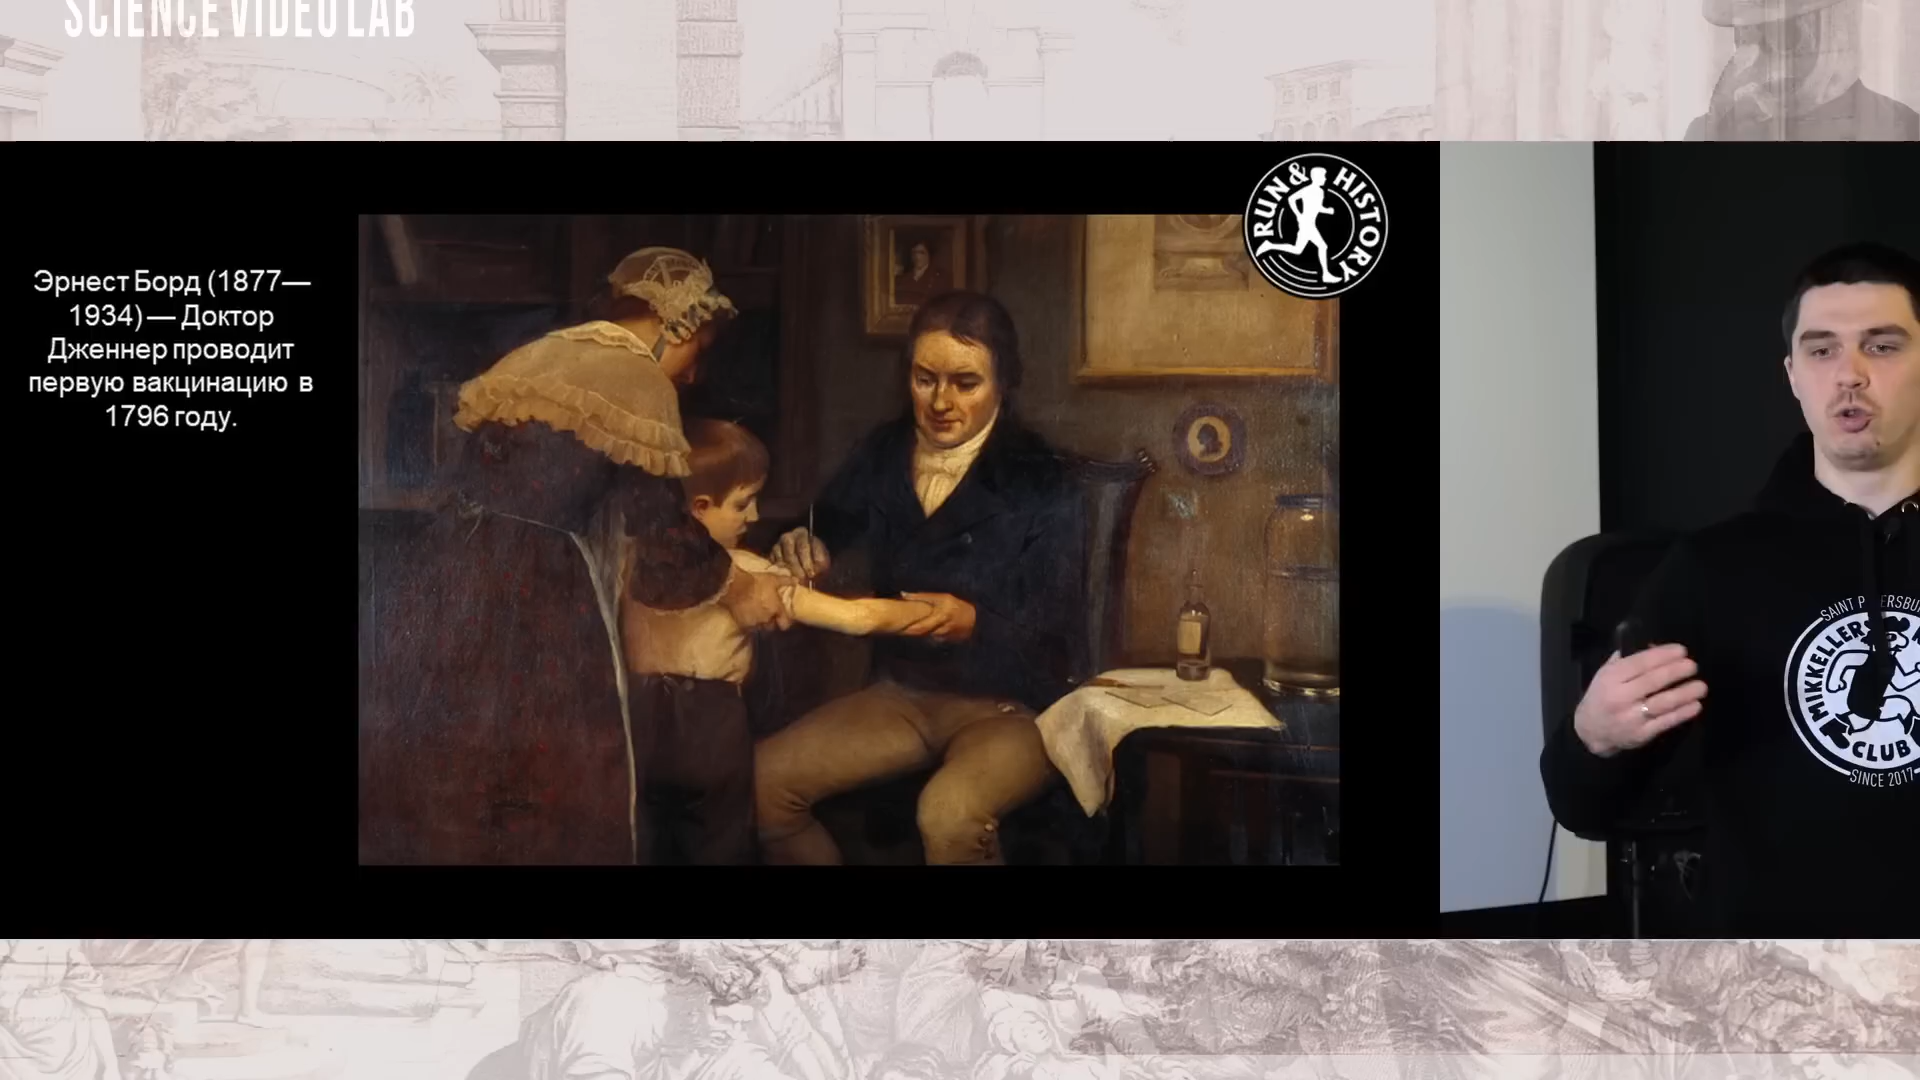 SCIENCE VIDEO LAB
RUN & HISTORY
Эрнест Борд (1877—
1934) — Доктор
Дженнер проводит
первую вакцинацию в
1796 году.
SAINT
MIKKELLER
CLUB
SINCE 2017